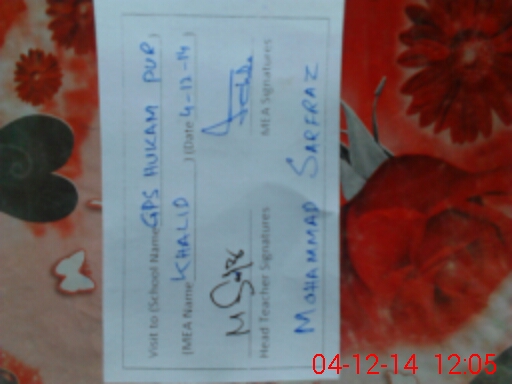 Visit to (School Name GPS HUKAM PUR)
(MEA Name KHALID) (Date 4-12-14)
Head Teacher Signatures MEA Signatures
MOHAMMAD SARFRAZ
04-12-14 12:05